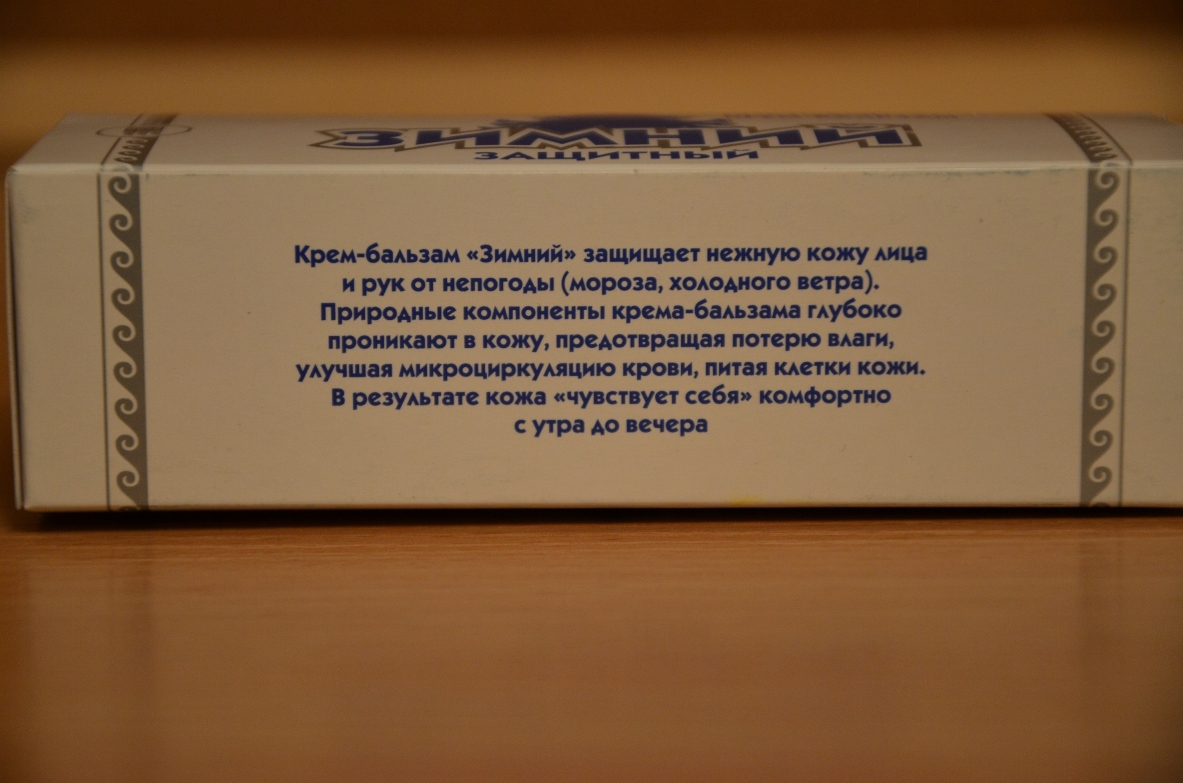 ЗИМНИЙ
ЗАЩИТНЫЙ
Крем-бальзам «Зимний» защищает нежную кожу лица
и рук от непогоды (мороза, холодного ветра).
Природные компоненты крема-бальзама глубоко
проникают в кожу, предотвращая потерю влаги,
улучшая микроциркуляцию крови, питая клетки кожи.
В результате кожа «чувствует себя» комфортно
с утра до вечера